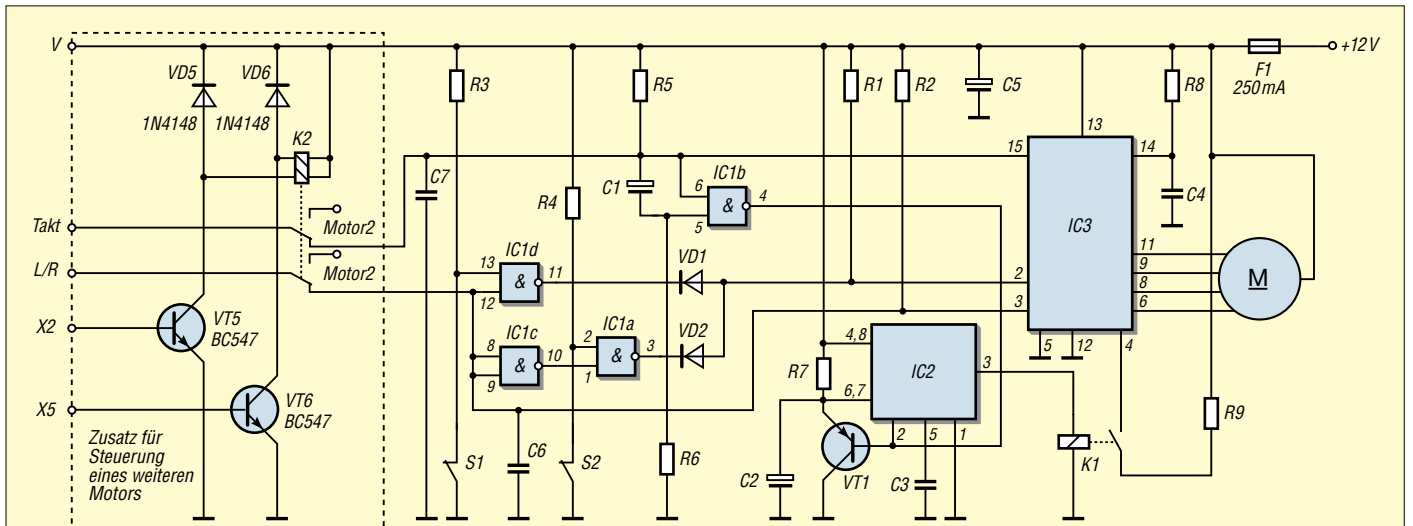 V
VD5
VD6
1N4148
1N4148
K2
Takt
Motor2
L/R
Motor2
X2
VT5
BC547
X5
VT6
BC547
Zusatz für
Steuerung
eines weiteren
Motors
R3
R5
R1
R2
C5
R8
F1
250 mA
+12 V
C7
C1
6
5
IC1b
&
4
R4
IC1d
13
12
&
11
VD1
IC1c
8
9
&
10
IC1a
2
1
&
3
VD2
15
13
14
2
3
IC3
11
9
8
6
5
12
4
C4
M
4,8
6,7
IC2
3
2
5
1
R7
R9
K1
S1
C6
S2
R6
C2
VT1
C3